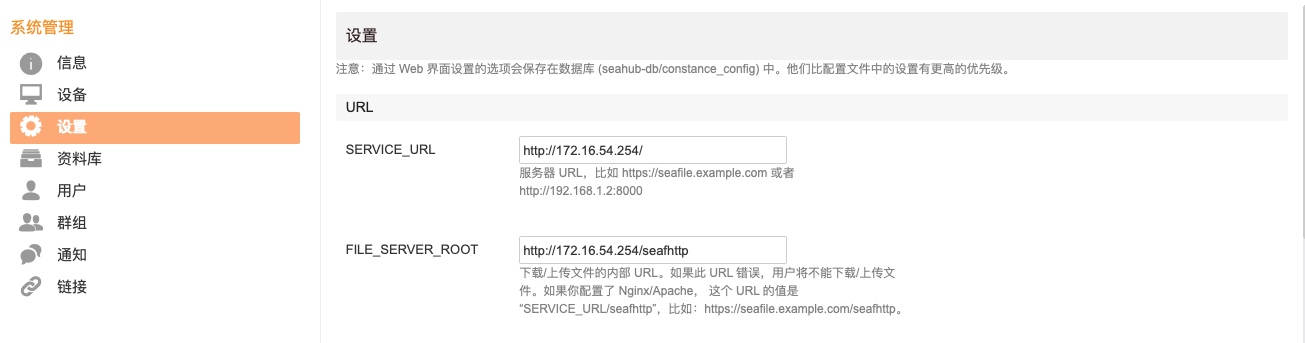 系统管理
信息
设备
设置
资料库
用户
群组
通知
链接
设置
注意：通过 Web 界面设置的选项会保存在数据库 (seahub-db/constance_config) 中。他们比配置文件中的设置有更高的优先级。
URL
SERVICE_URL
http://172.16.54.254/
服务器 URL，比如 https://seafile.example.com 或者
http://192.168.1.2:8000
FILE_SERVER_ROOT
http://172.16.54.254/seafhttp
下载/上传文件的内部 URL。如果此 URL 错误，用户将不能下载/上传文
件。如果你配置了 Nginx/Apache， 这个 URL 的值是
“SERVICE_URL/seafhttp”，比如：https://seafile.example.com/seafhttp。